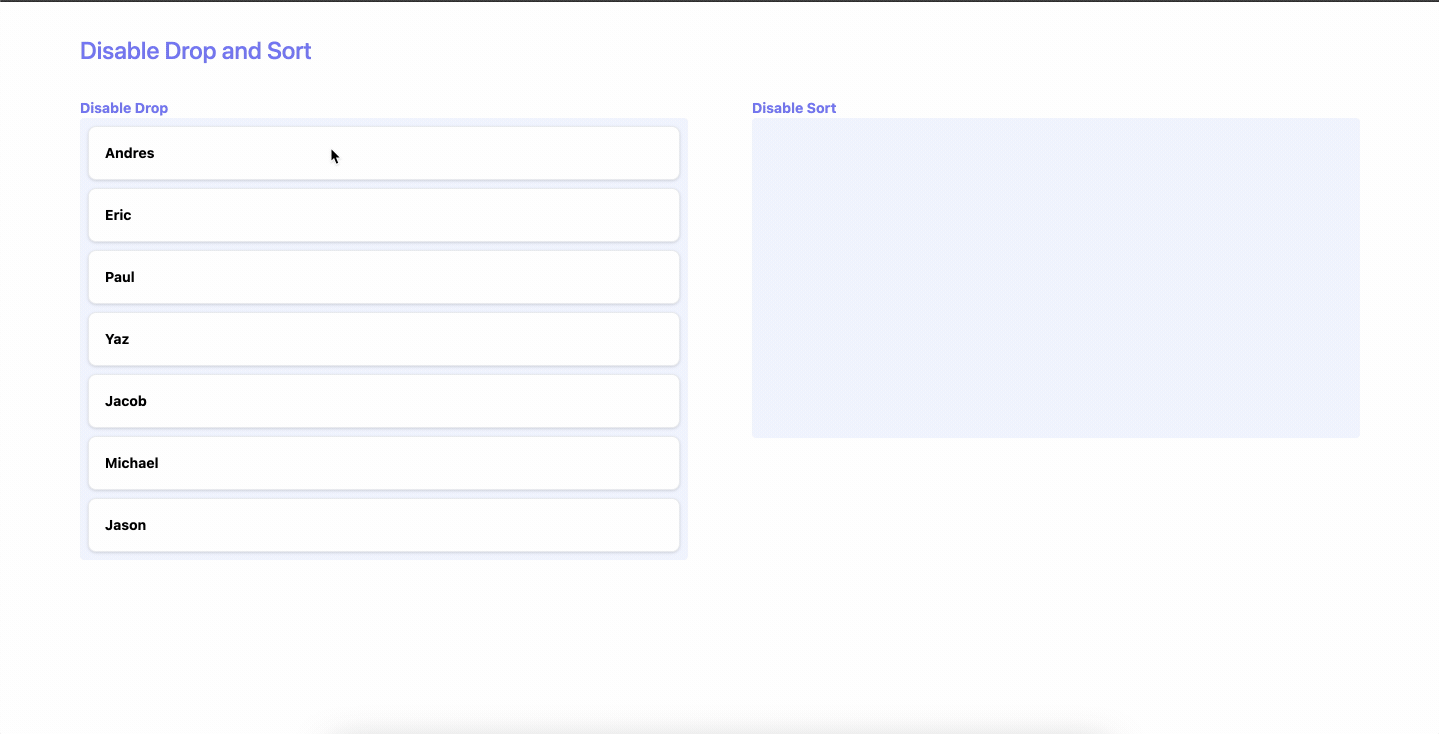 Disable Drop and Sort
Disable Drop
Disable Sort
Andres
Eric
Paul
Yaz
Jacob
Michael
Jason